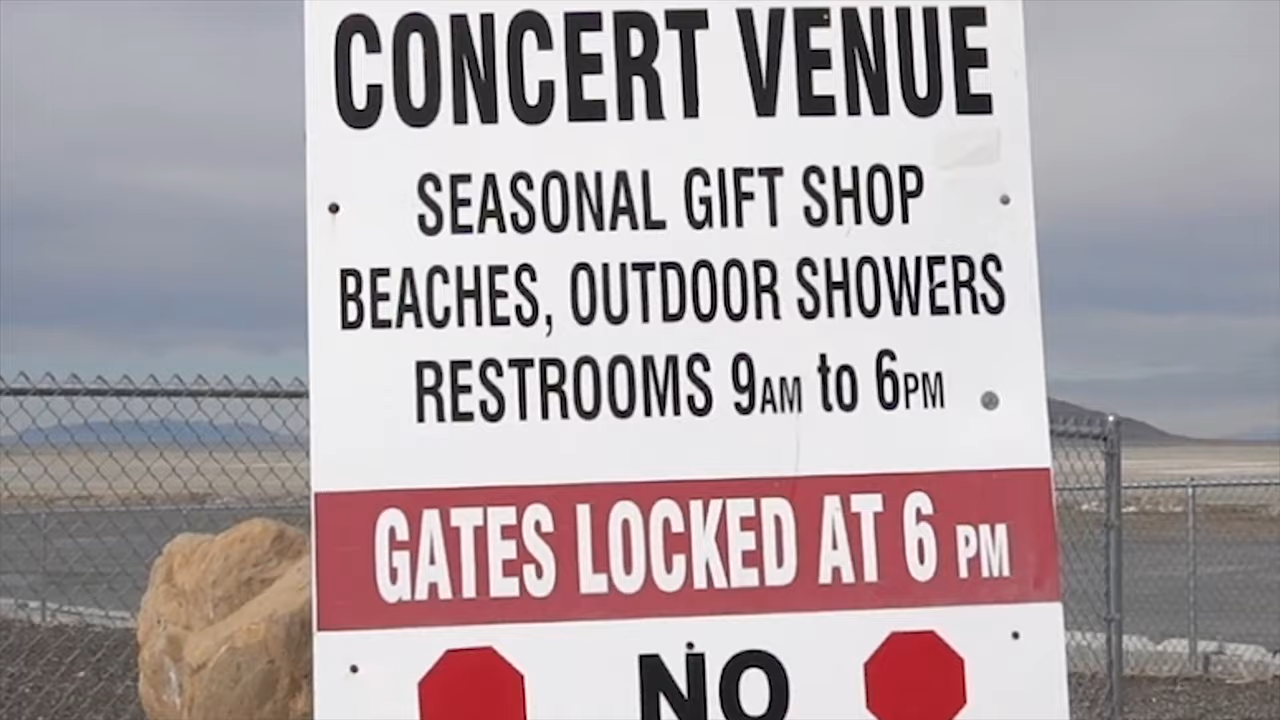 CONCERT VENUE
SEASONAL GIFT SHOP
BEACHES, OUTDOOR SHOWERS
RESTROOMS 9AM to 6PM
GATES LOCKED AT 6 PM
NO